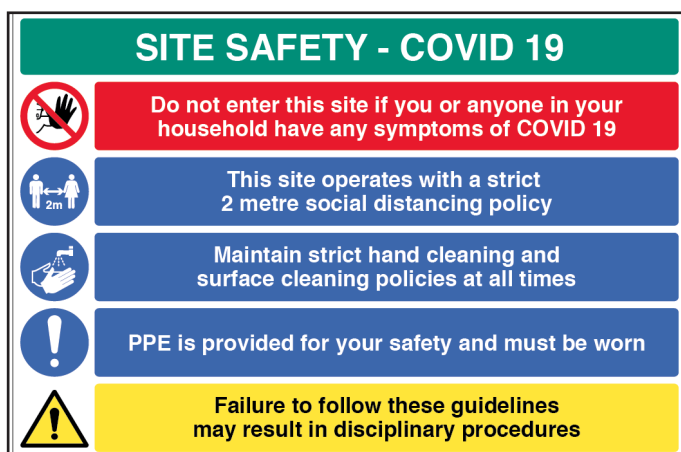 SITE SAFETY - COVID 19
Do not enter this site if you or anyone in your
household have any symptoms of COVID 19
2m
This site operates with a strict
2 metre social distancing policy
Maintain strict hand cleaning and
surface cleaning policies at all times
PPE is provided for your safety and must be worn
Failure to follow these guidelines
may result in disciplinary procedures